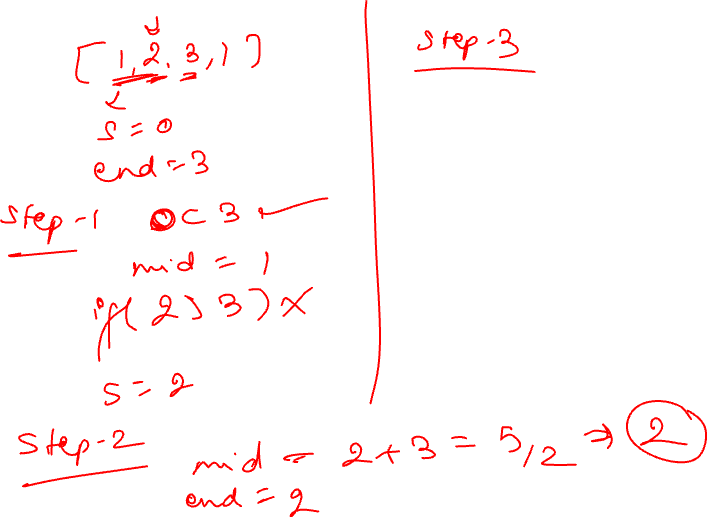 [1,2,3,1]
s=0
end=3
Step-1 0<3 ✓
mid = 1
if(2>3) ×
s=2
Step-2
mid = 2+3 = 5/2 ⇒ 2
end=2
Step-3